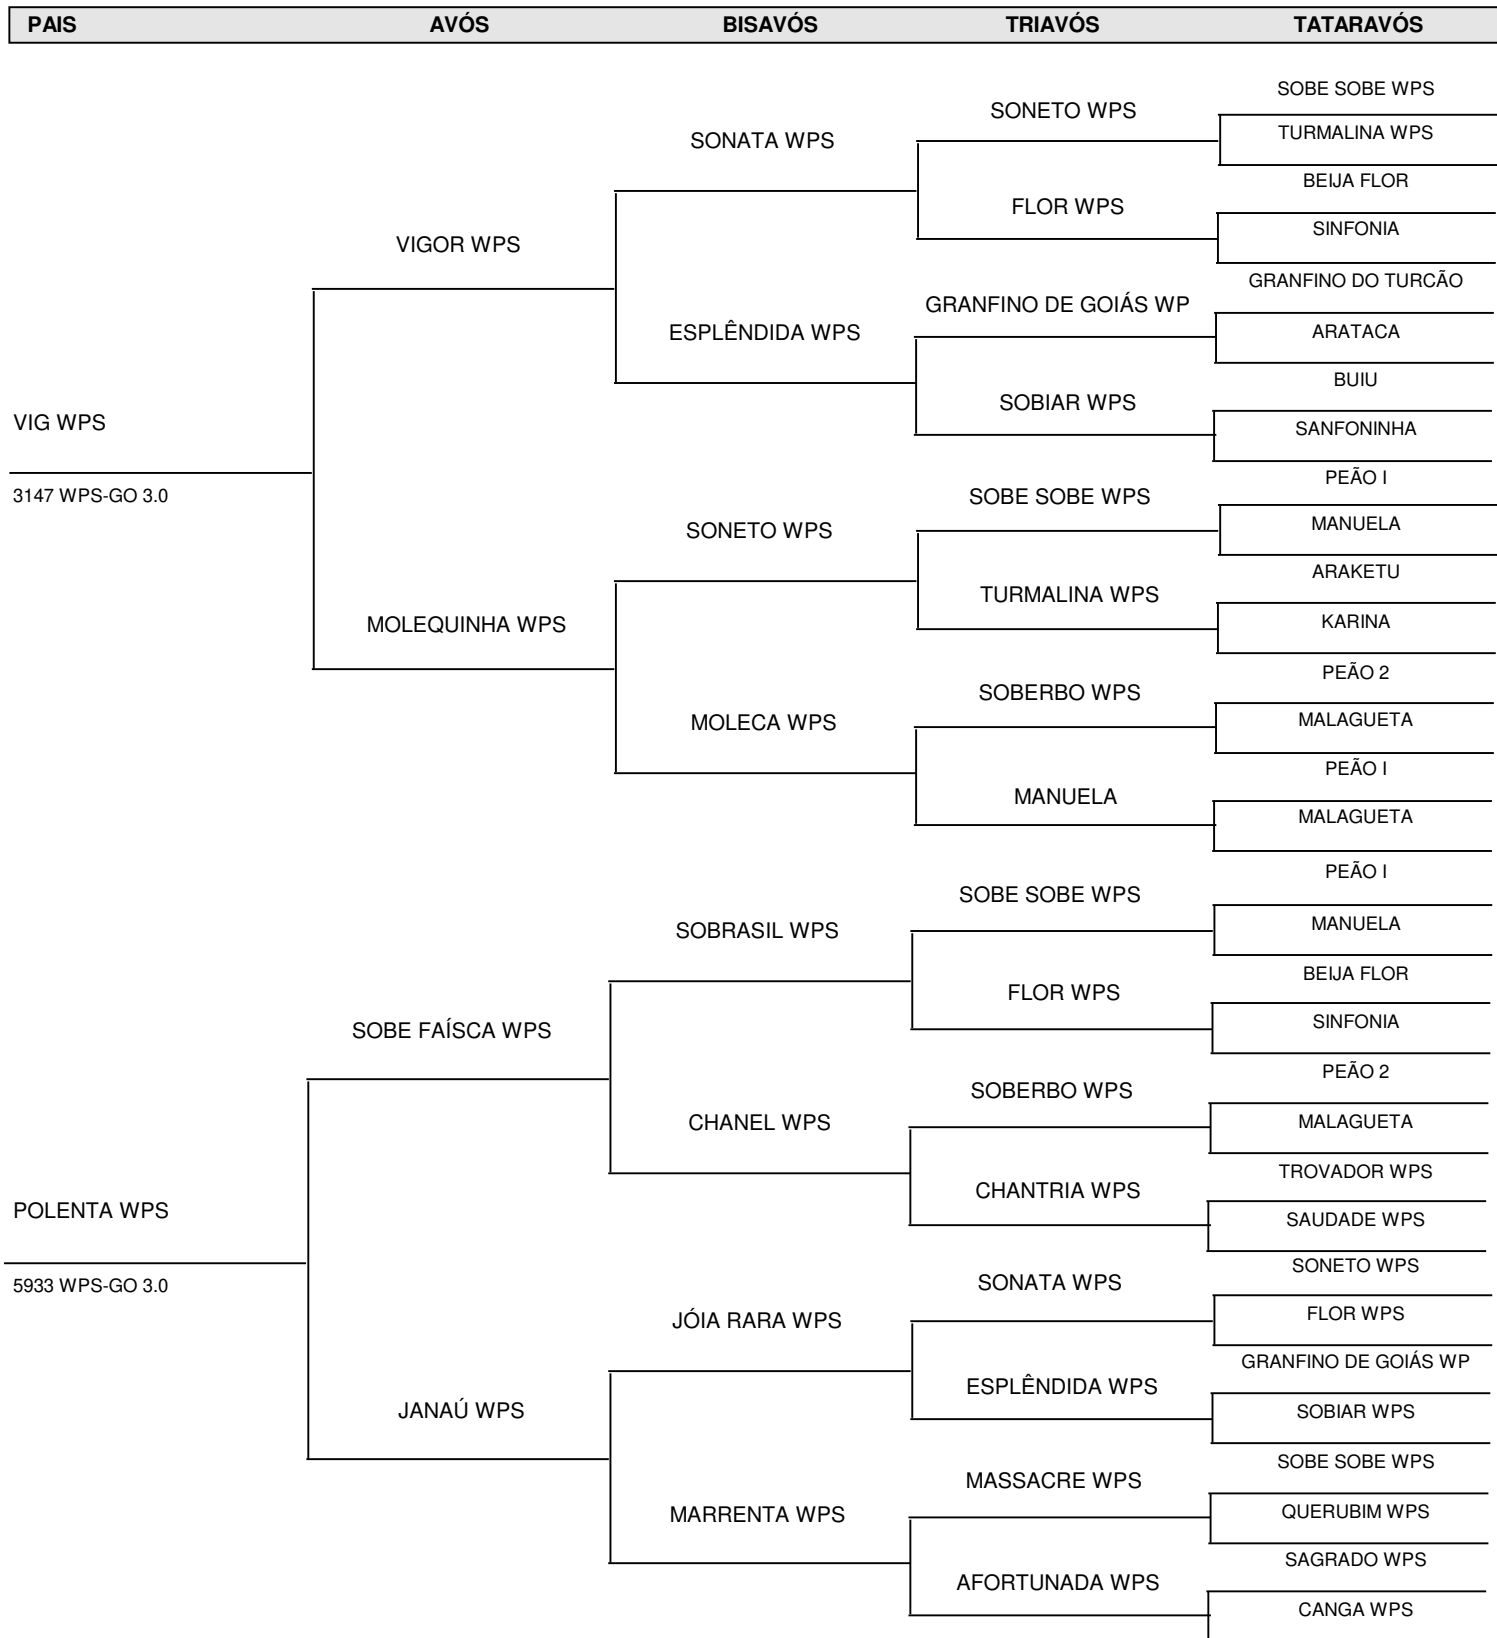 PAIS AVÓS BISAVÓS TRIAVÓS TATARAVÓS
SOBE SOBE WPS
SONETO WPS
TURMALINA WPS
SONATA WPS
BEIJA FLOR
FLOR WPS
SINFONIA
VIGOR WPS
GRANFINO DO TURCÃO
GRANFINO DE GOIÁS WP
ARATACA
ESPLÊNDIDA WPS
BUIU
SOBIAR WPS
SANFONINHA
VIG WPS
3147 WPS-GO 3.0
PEÃO I
SOBE SOBE WPS
MANUELA
SONETO WPS
ARAKETU
TURMALINA WPS
KARINA
MOLEQUINHA WPS
PEÃO 2
SOBERBO WPS
MALAGUETA
MOLECA WPS
PEÃO I
MANUELA
MALAGUETA
PEÃO I
SOBE SOBE WPS
MANUELA
SOBRASIL WPS
BEIJA FLOR
FLOR WPS
SINFONIA
SOBE FAÍSCA WPS
PEÃO 2
SOBERBO WPS
MALAGUETA
CHANEL WPS
TROVADOR WPS
CHANTRIA WPS
SAUDADE WPS
POLENTA WPS
5933 WPS-GO 3.0
SONETO WPS
SONATA WPS
FLOR WPS
JÓIA RARA WPS
GRANFINO DE GOIÁS WP
ESPLÊNDIDA WPS
SOBIAR WPS
JANAÚ WPS
SOBE SOBE WPS
MASSACRE WPS
QUERUBIM WPS
MARRENTA WPS
SAGRADO WPS
AFORTUNADA WPS
CANGA WPS